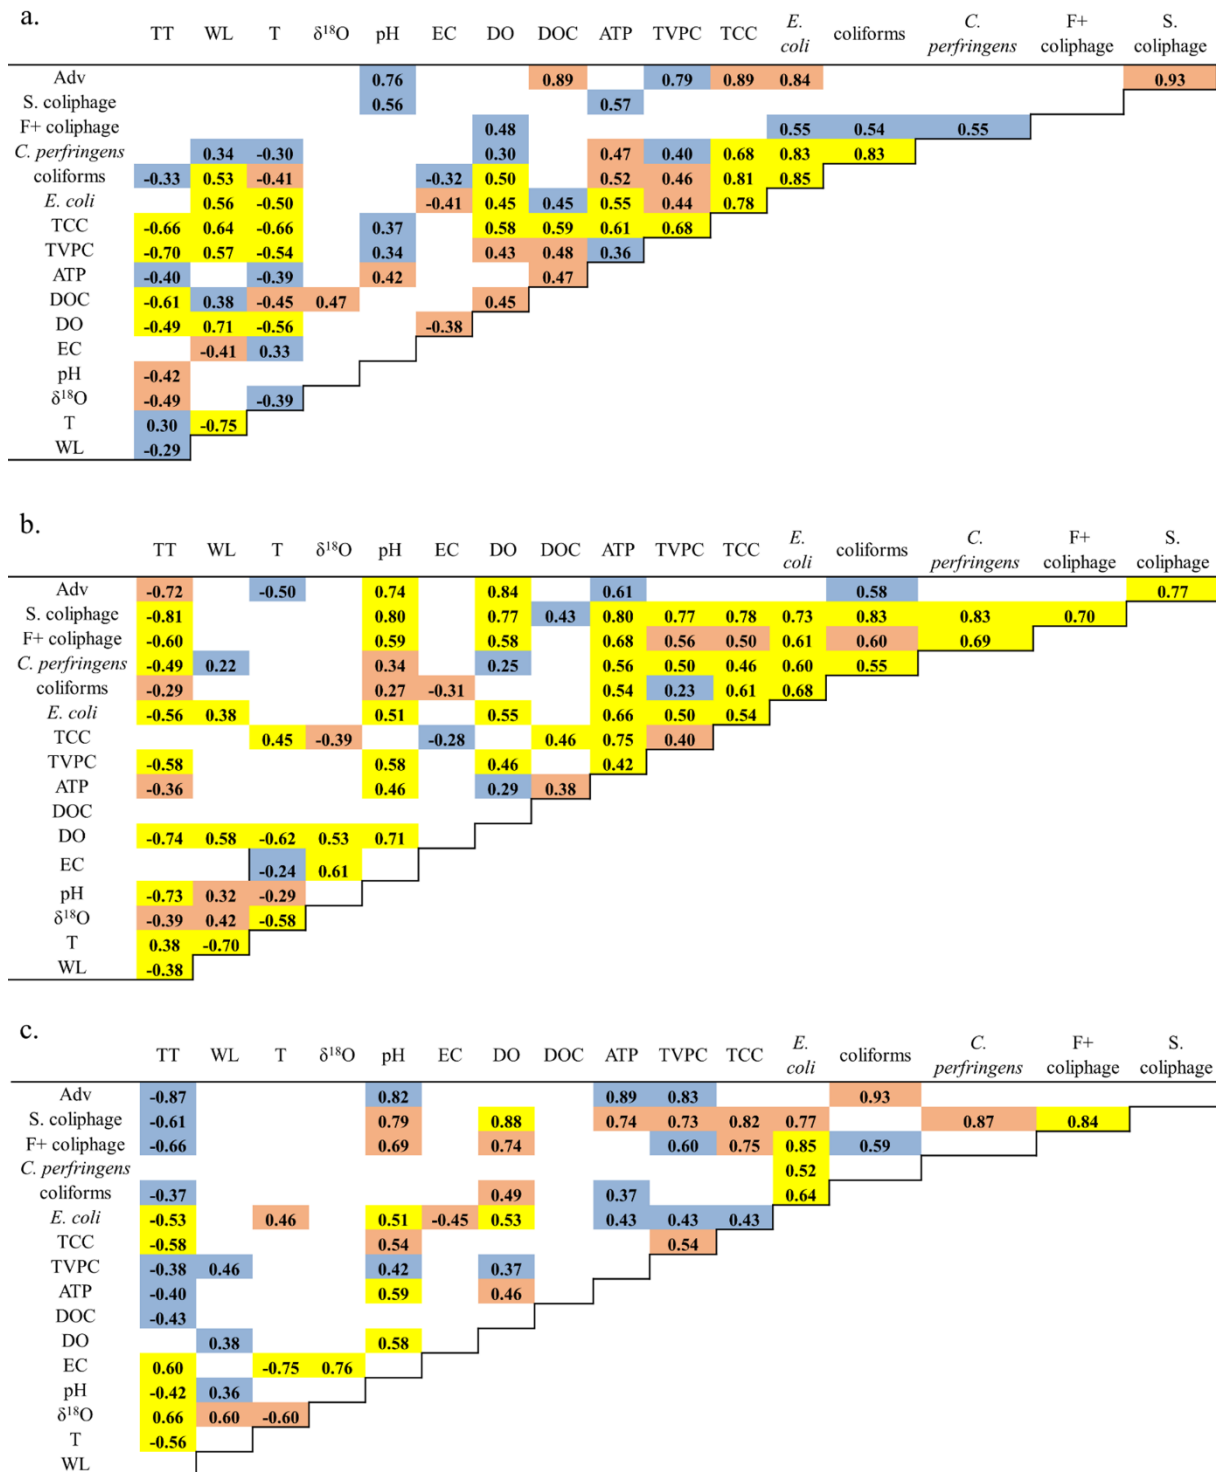 a.
TT WL T δ¹⁸O pH EC DO DOC ATP TVPC TCC E. coli coliforms C. perfringens F+ coliphage S. coliphage
Adv 0.76 0.89 0.79 0.89 0.84 0.93
S. coliphage 0.56 0.57
F+ coliphage 0.48 0.55 0.54 0.55
C. perfringens 0.34 -0.30 0.30 0.47 0.40 0.68 0.83 0.83
coliforms -0.33 0.53 -0.41 -0.32 0.50 0.52 0.46 0.81 0.85
E. coli 0.56 -0.50 -0.41 0.45 0.45 0.55 0.44 0.78
TCC -0.66 0.64 -0.66 0.37 0.58 0.59 0.61 0.68
TVPC -0.70 0.57 -0.54 0.34 0.43 0.48 0.36
ATP -0.40 -0.39 0.42 0.47
DOC -0.61 0.38 -0.45 0.47 0.45
DO -0.49 0.71 -0.56 -0.38
EC -0.41 0.33
pH -0.42
δ¹⁸O -0.49 -0.39
T 0.30 -0.75
WL -0.29
b.
TT WL T δ¹⁸O pH EC DO DOC ATP TVPC TCC E. coli coliforms C. perfringens F+ coliphage S. coliphage
Adv -0.72 -0.50 0.74 0.84 0.61 0.58 0.77
S. coliphage -0.81 0.80 0.77 0.43 0.80 0.77 0.78 0.73 0.83 0.83 0.70
F+ coliphage -0.60 0.59 0.58 0.68 0.56 0.50 0.61 0.60 0.69
C. perfringens -0.49 0.22 0.34 0.25 0.56 0.50 0.46 0.60 0.55
coliforms -0.29 0.27 -0.31 0.54 0.23 0.61 0.68
E. coli -0.56 0.38 0.51 0.55 0.66 0.50 0.54
TCC 0.45 -0.39 -0.28 0.46 0.75 0.40
TVPC -0.58 0.58 0.46 0.42
ATP -0.36 0.46 0.29 0.38
DOC
DO -0.74 0.58 -0.62 0.53 0.71
EC -0.24 0.61
pH -0.73 0.32 -0.29
δ¹⁸O -0.39 0.42 -0.58
T 0.38 -0.70
WL -0.38
c.
TT WL T δ¹⁸O pH EC DO DOC ATP TVPC TCC E. coli coliforms C. perfringens F+ coliphage S. coliphage
Adv -0.87 0.82 0.89 0.83 0.93
S. coliphage -0.61 0.79 0.88 0.74 0.73 0.82 0.77 0.87 0.84
F+ coliphage -0.66 0.69 0.74 0.60 0.75 0.85 0.59
C. perfringens 0.52
coliforms -0.37 0.49 0.37 0.64
E. coli -0.53 0.46 0.51 -0.45 0.53 0.43 0.43 0.43
TCC -0.58 0.54 0.54
TVPC -0.38 0.46 0.42 0.37
ATP -0.40 0.59 0.46
DOC -0.43
DO 0.38 0.58
EC 0.60 -0.75 0.76
pH -0.42 0.36
δ¹⁸O 0.66 0.60 -0.60
T -0.56
WL